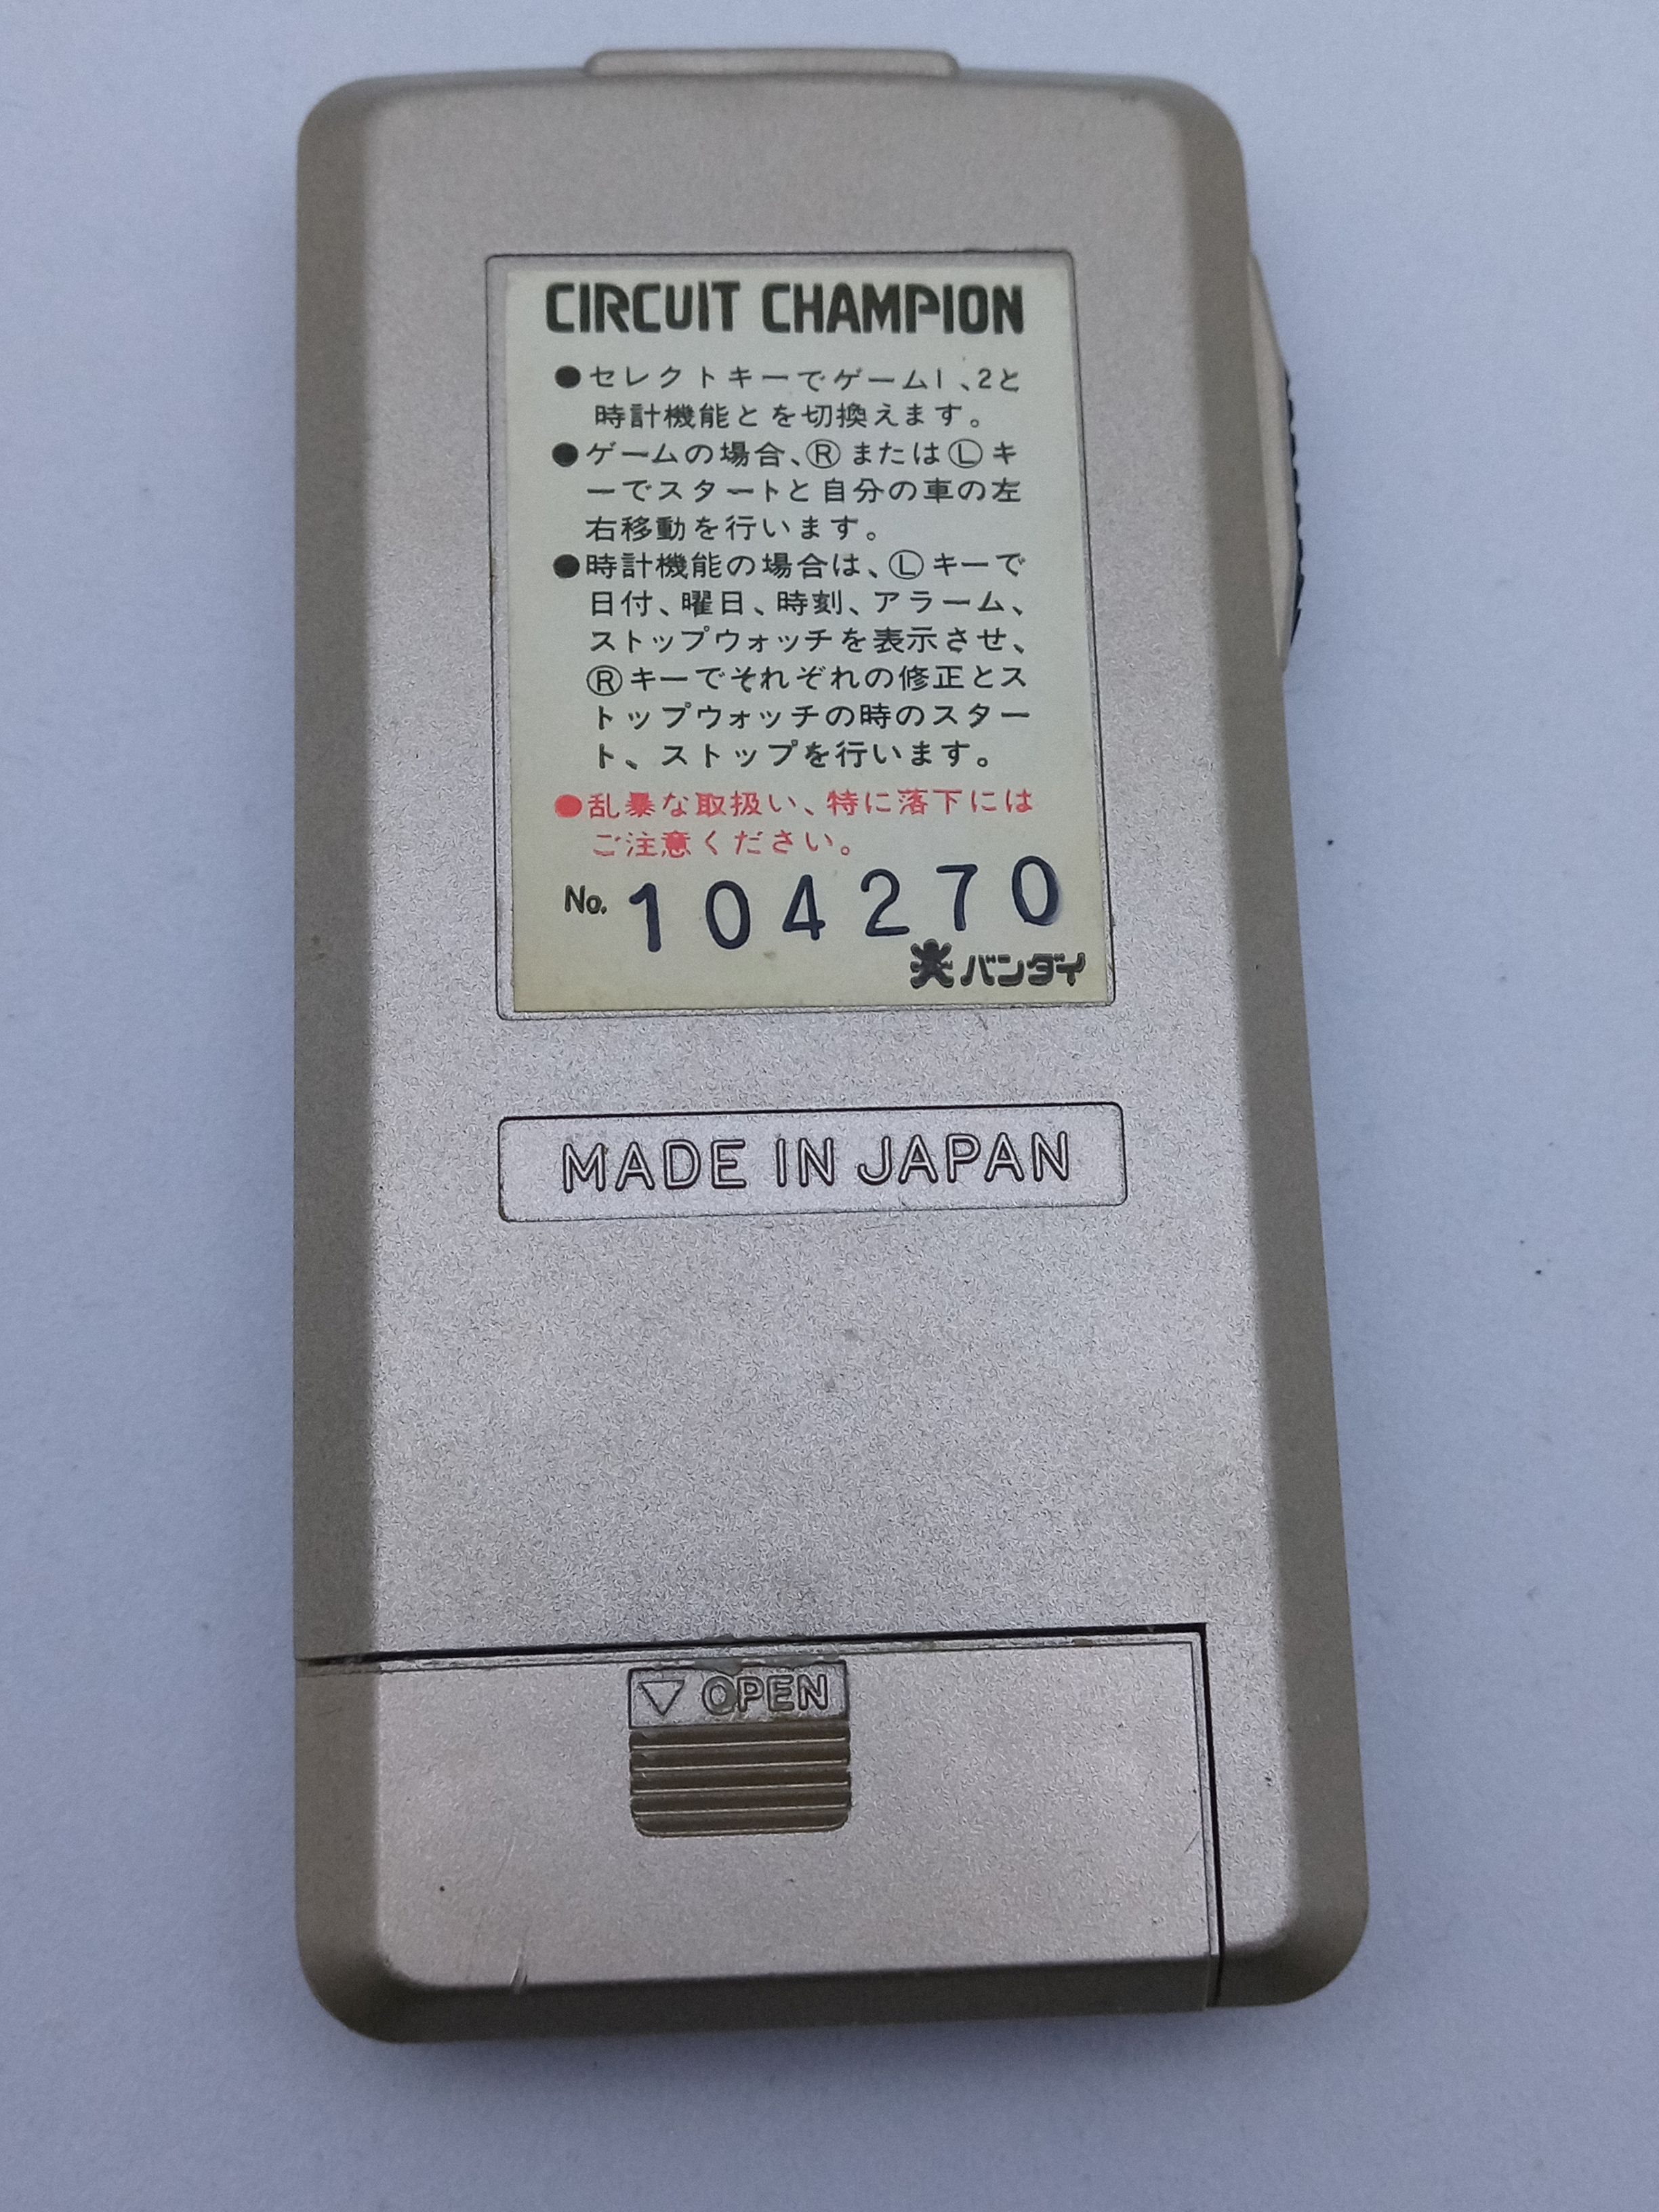 CIRCUIT CHAMPION
●セレクトキーでゲーム1、2と
時計機能とを切換えます。
●ゲームの場合、Ⓡまたは Ⓛキ
ーでスタートと自分の車の左
右移動を行います。
●時計機能の場合は、Ⓛキーで
日付、曜日、時刻、アラーム、
ストップウォッチを表示させ、
Ⓡキーでそれぞれの修正とス
トップウォッチの時のスター
ト、ストップを行います。
●乱暴な取扱い、特に落下には
ご注意ください。
No. 104270
バンダイ
MADE IN JAPAN
▽ OPEN